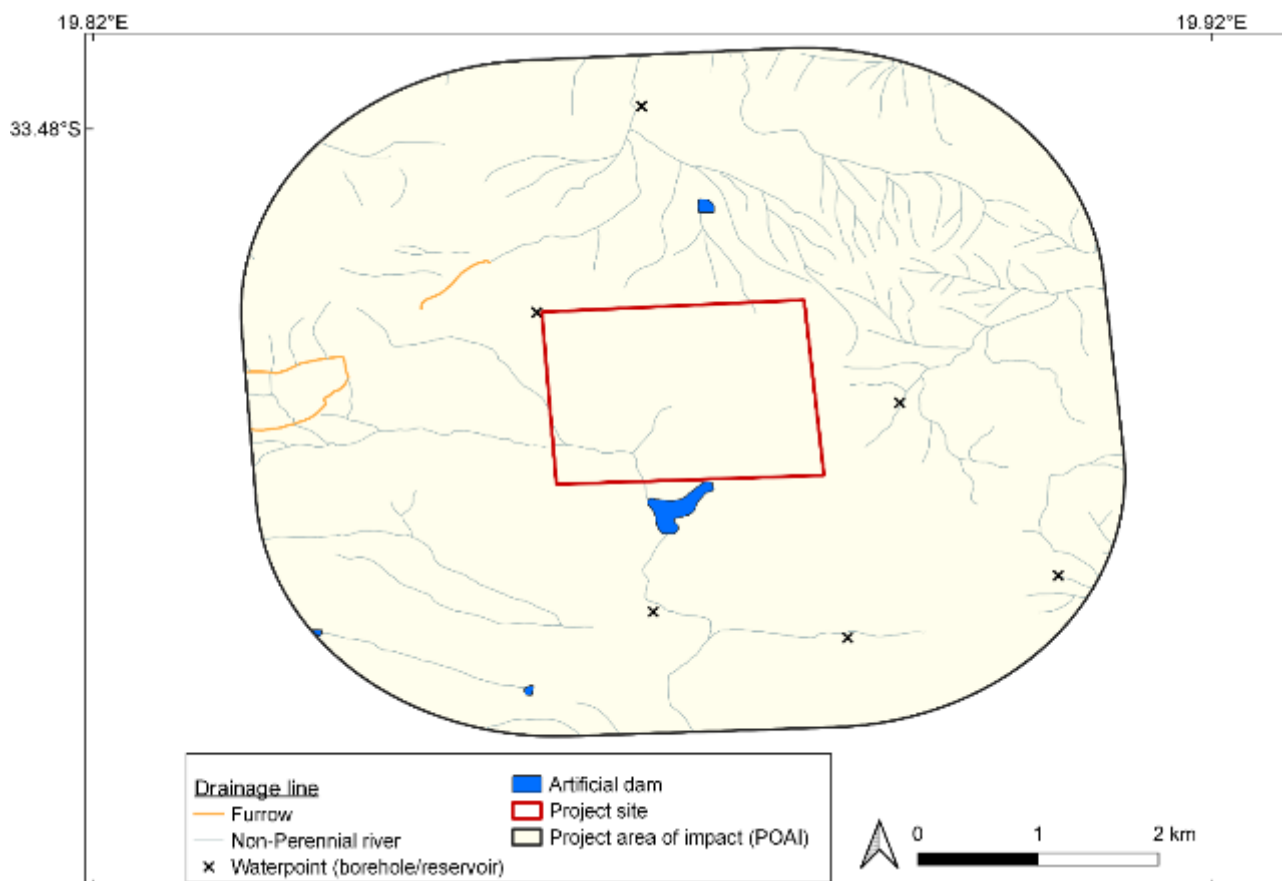 19.82°E
19.92°E
33.48°S
Drainage line
Furrow
Non-Perennial river
Waterpoint (borehole/reservoir)
Artificial dam
Project site
Project area of impact (POAI)
0 1 2 km